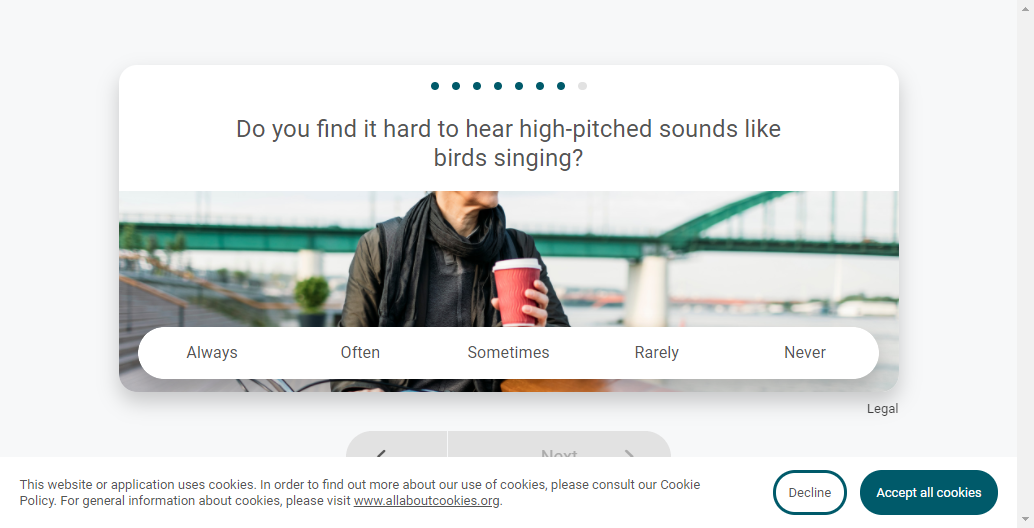 Do you find it hard to hear high-pitched sounds like
birds singing?
Always Often Sometimes Rarely Never
Legal
Next
This website or application uses cookies. In order to find out more about our use of cookies, please consult our Cookie
Policy. For general information about cookies, please visit www.allaboutcookies.org.
Decline
Accept all cookies